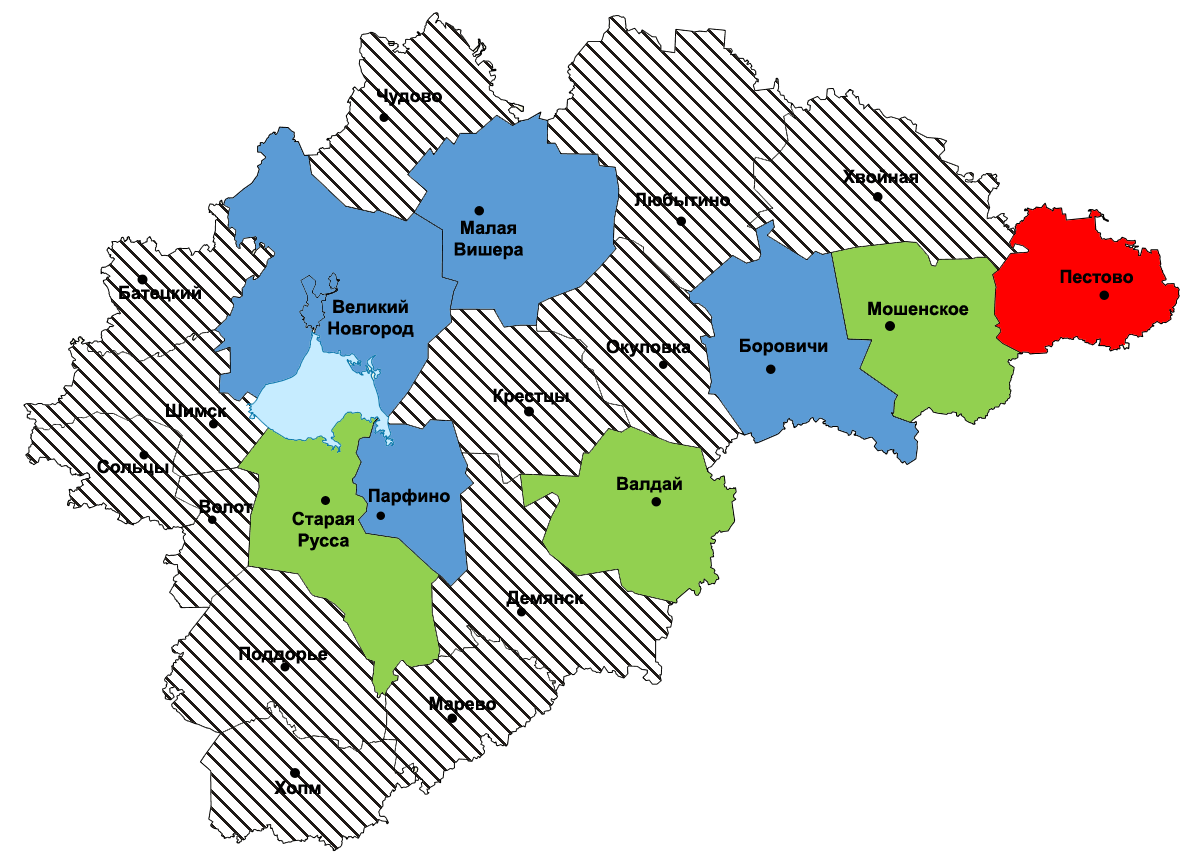 Чудово
Хвойная
Любытино
Малая
Вишера
Пестово
Батецкий
Великий
Новгород
Мошенское
Окуловка
Боровичи
Крестцы
Шимск
Сольцы
Валдай
Парфино
Волот
Старая
Русса
Демянск
Поддорье
Марево
Холм